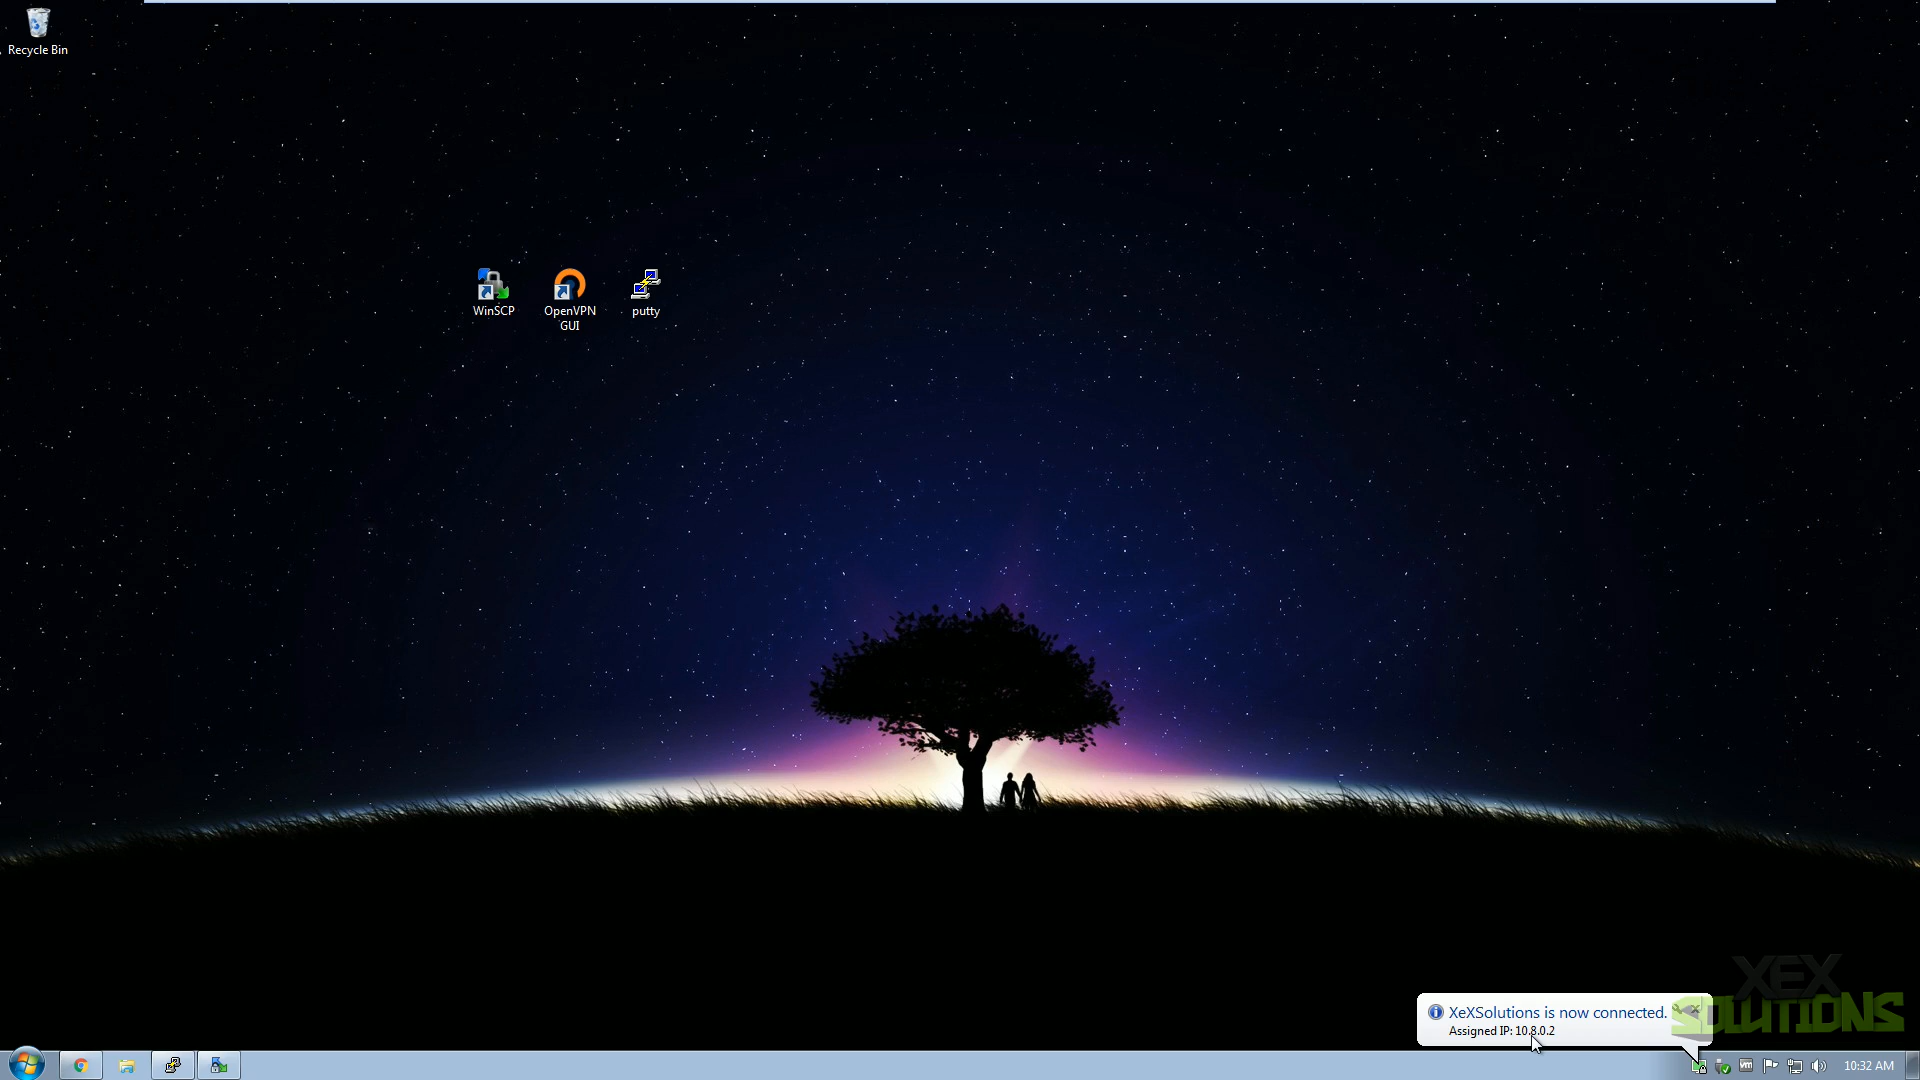 Recycle Bin
WinSCP
OpenVPN
GUI
putty
XEX
SOLUTIONS
XeXSolutions is now connected.
Assigned IP: 10.8.0.2
vm
10:32 AM